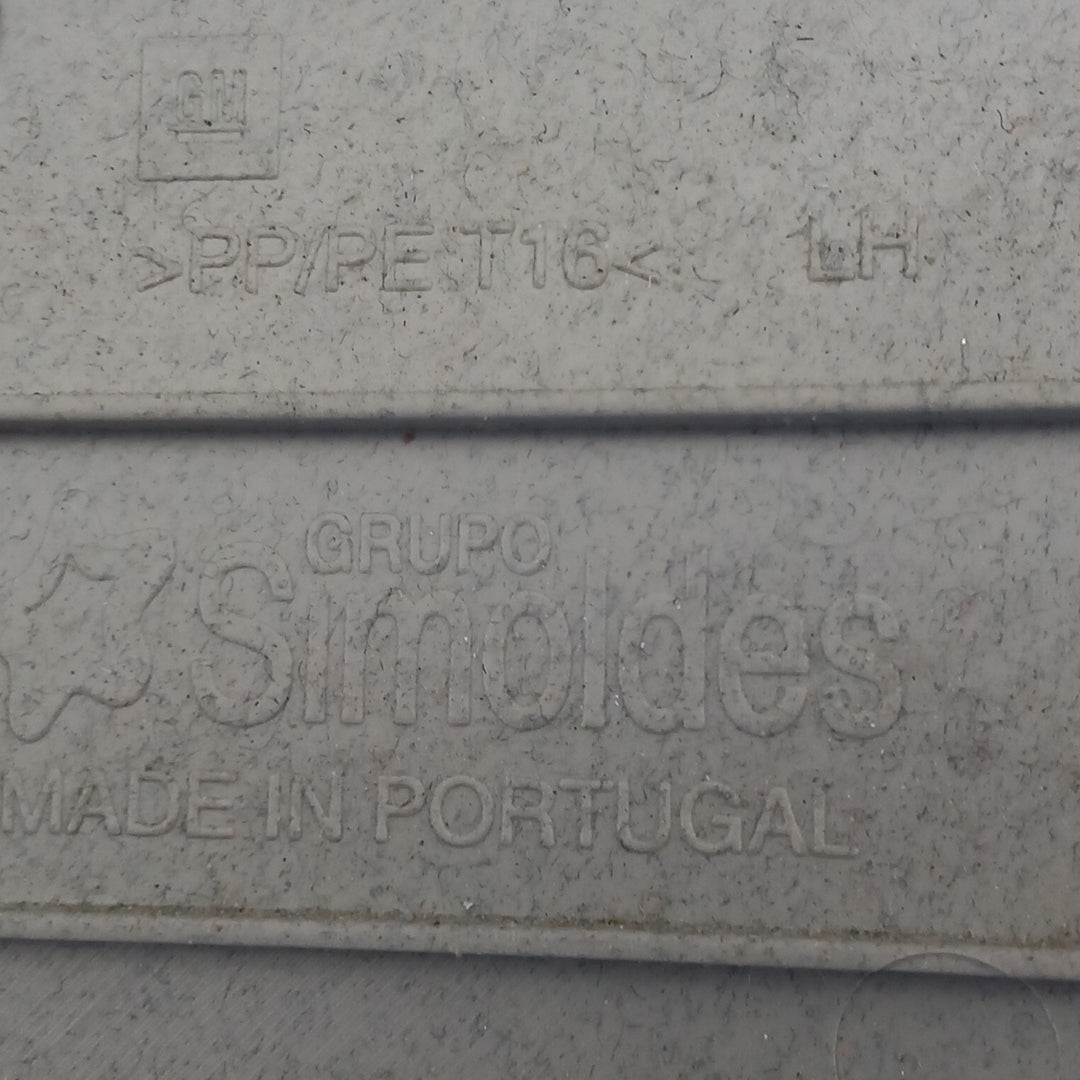 GM
>PP/PE T16< LH
GRUPO
Simoldes
MADE IN PORTUGAL